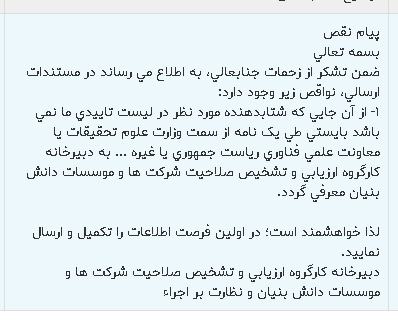 پيام نقص
بسمه تعالي
ضمن تشكر از زحمات جنابعالي، به اطلاع مي رساند در مستندات
ارسالي، نواقص زير وجود دارد:
۱- از آن جايي كه شتابدهنده مورد نظر در ليست تاييدي ما نمي
باشد بايستي طي يک نامه از سمت وزارت علوم تحقيقات يا
معاونت علمي فناوري رياست جمهوري يا غيره ... به دبيرخانه
كارگروه ارزيابي و تشخيص صلاحيت شركت ها و موسسات دانش
بنيان معرفي گردد.
لذا خواهشمند است؛ در اولين فرصت اطلاعات را تكميل و ارسال
نماييد.
دبيرخانه كارگروه ارزيابي و تشخيص صلاحيت شركت ها و
موسسات دانش بنيان و نظارت بر اجراء